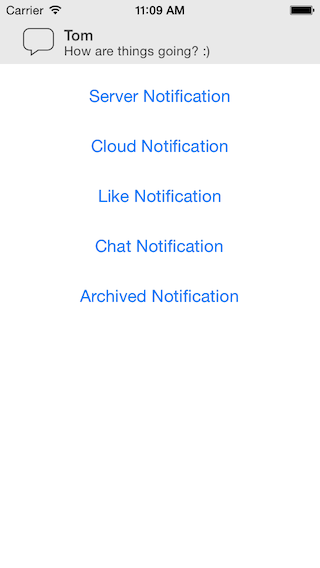 Carrier 11:09 AM
Tom
How are things going? :)
Server Notification
Cloud Notification
Like Notification
Chat Notification
Archived Notification